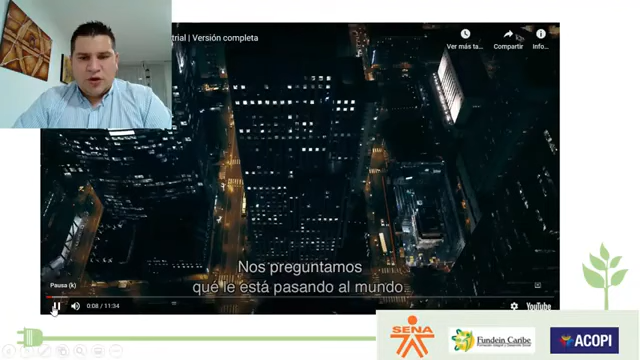 trial | Versión completa
Ver más ta...
Compartir
Info...
Nos preguntamos
qué le está pasando al mundo
Pausa (k)
0:08 / 11:34
YouTube
SENA
Fundein Caribe
ACOPI